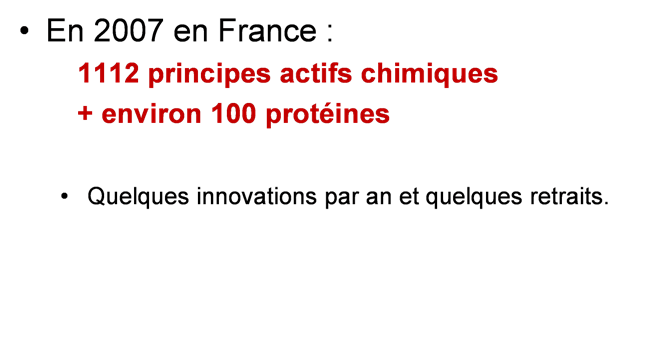 • En 2007 en France :
1112 principes actifs chimiques
+ environ 100 protéines
• Quelques innovations par an et quelques retraits.